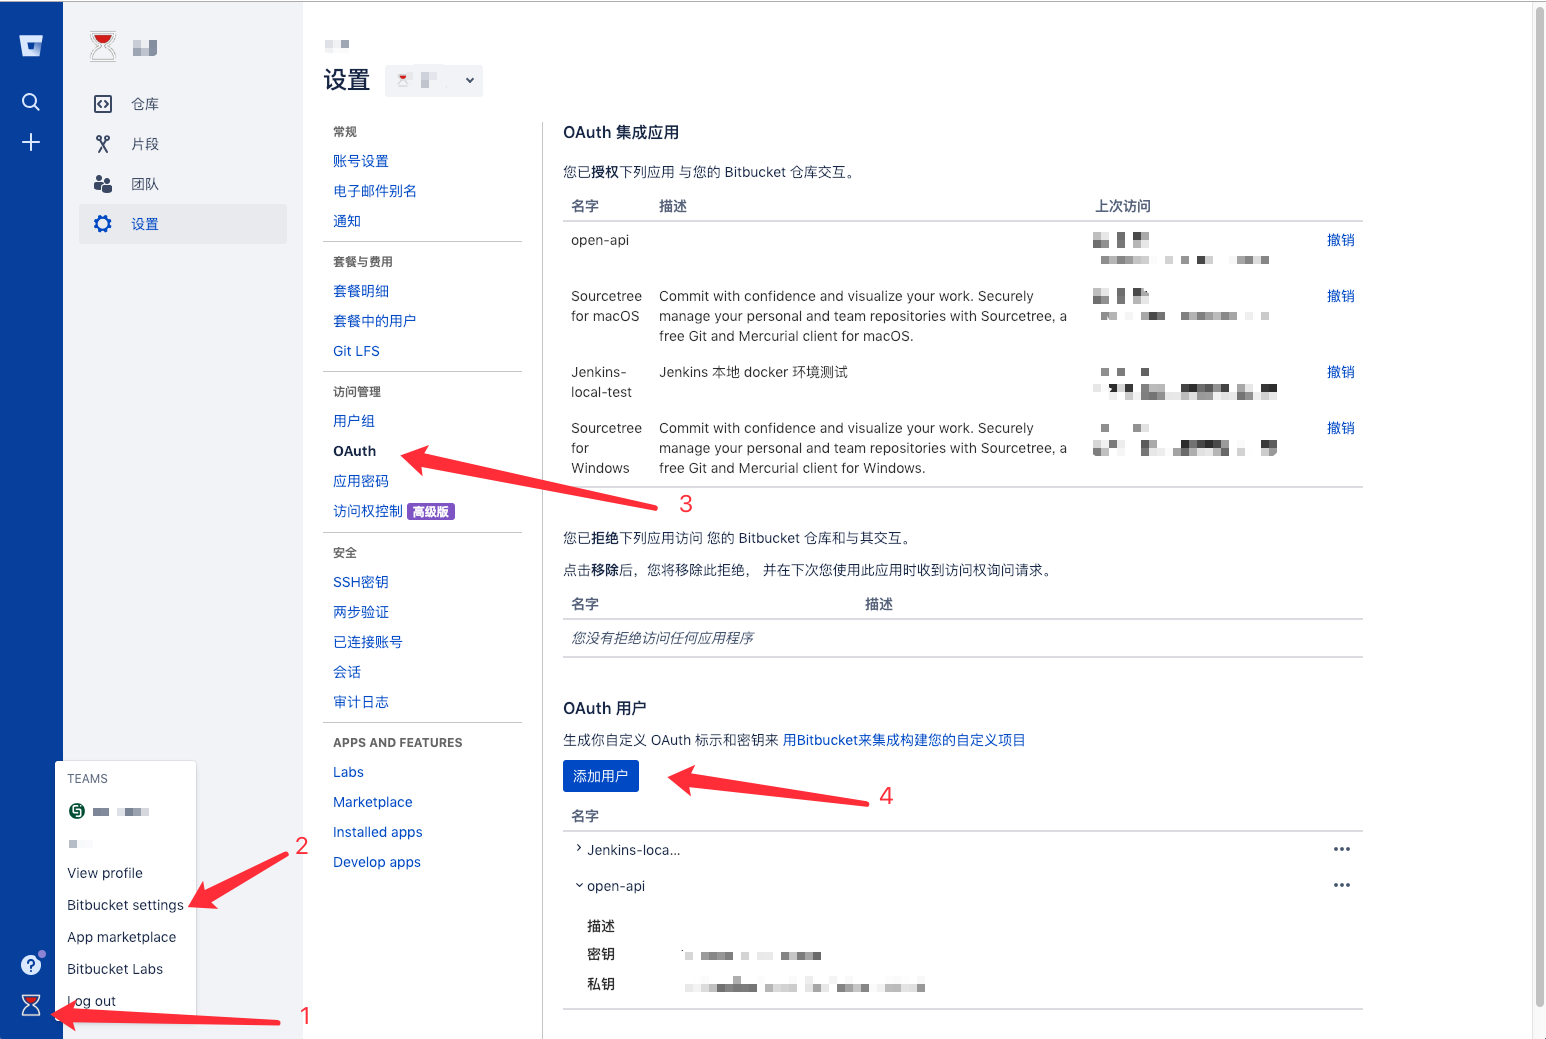 仓库
片段
团队
设置
TEAMS
View profile
Bitbucket settings
App marketplace
Bitbucket Labs
Log out
1
2
设置
常规
账号设置
电子邮件别名
通知
套餐与费用
套餐明细
套餐中的用户
Git LFS
访问管理
用户组
OAuth
应用密码
访问权控制 高级版
安全
SSH密钥
两步验证
已连接账号
会话
审计日志
APPS AND FEATURES
Labs
Marketplace
Installed apps
Develop apps
3
OAuth 集成应用
您已授权下列应用 与您的 Bitbucket 仓库交互。
名字 描述 上次访问
open-api 撤销
Sourcetree Commit with confidence and visualize your work. Securely 撤销
for macOS manage your personal and team repositories with Sourcetree, a
free Git and Mercurial client for macOS.
Jenkins- Jenkins 本地 docker 环境测试 撤销
local-test
Sourcetree Commit with confidence and visualize your work. Securely 撤销
for manage your personal and team repositories with Sourcetree, a
Windows free Git and Mercurial client for Windows.
您已拒绝下列应用访问 您的 Bitbucket 仓库和与其交互。
点击移除后，您将移除此拒绝， 并在下次您使用此应用时收到访问权询问请求。
名字 描述
您没有拒绝访问任何应用程序
OAuth 用户
生成你自定义 OAuth 标示和密钥来 用Bitbucket来集成构建您的自定义项目
添加用户
4
名字
Jenkins-loca...
open-api
描述
密钥
私钥